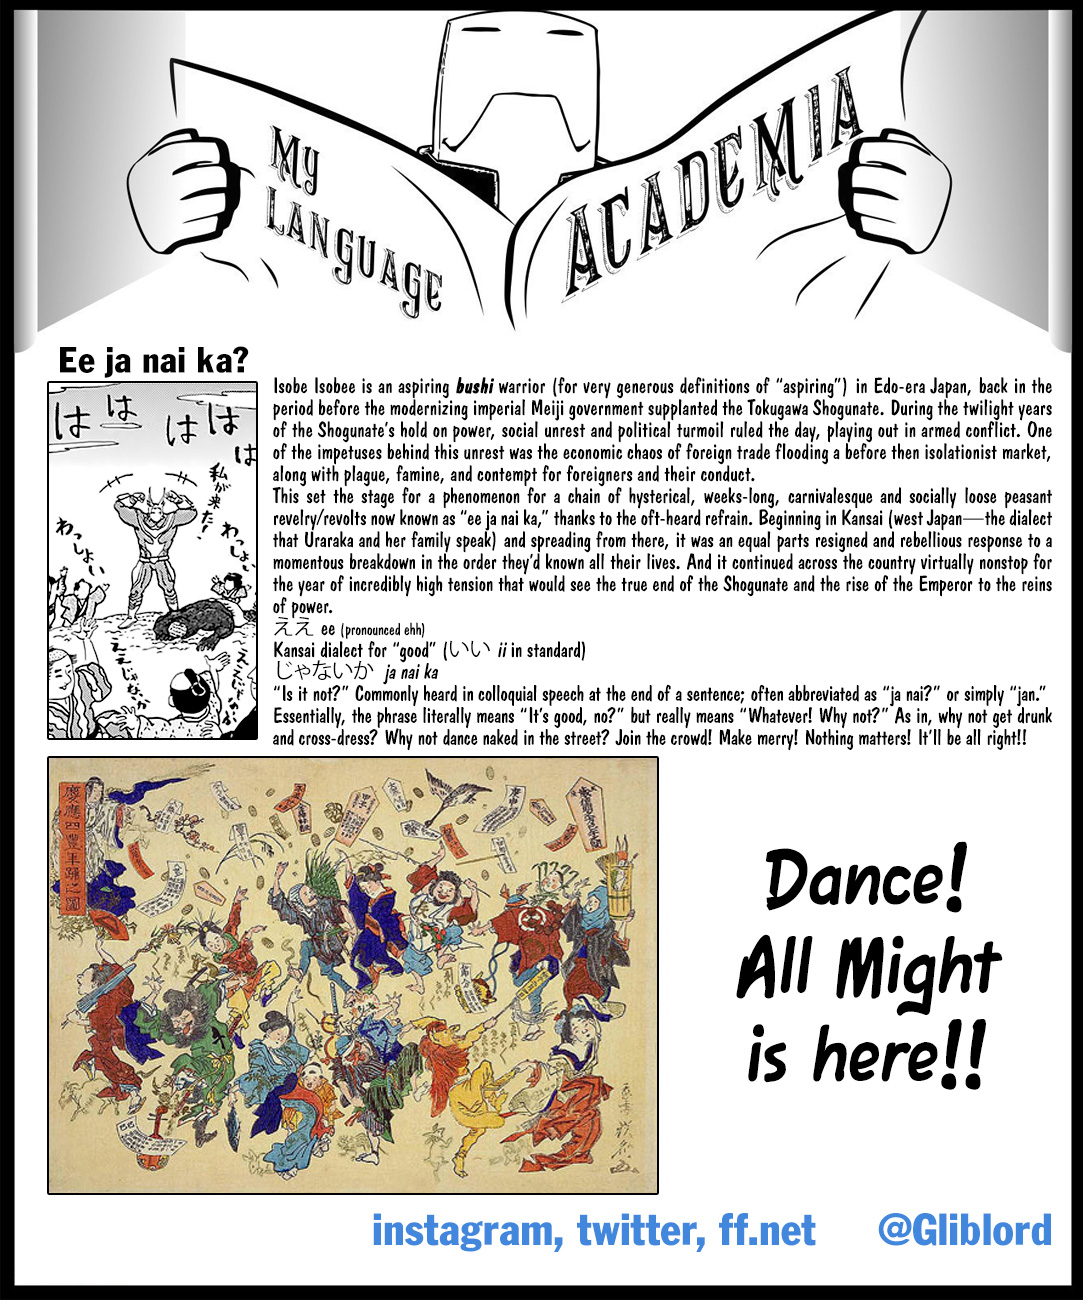 MY
LANGUAGE
ACADEMIA
Ee ja nai ka?
は は は は は
私が来た!
わっしょい
わっしょい
ええじゃないか
ええじゃないか
Isobe Isobee is an aspiring bushi warrior (for very generous definitions of “aspiring”) in Edo-era Japan, back in the
period before the modernizing imperial Meiji government supplanted the Tokugawa Shogunate. During the twilight years
of the Shogunate’s hold on power, social unrest and political turmoil ruled the day, playing out in armed conflict. One
of the impetuses behind this unrest was the economic chaos of foreign trade flooding a before then isolationist market,
along with plague, famine, and contempt for foreigners and their conduct.
This set the stage for a phenomenon for a chain of hysterical, weeks-long, carnivalesque and socially loose peasant
revelry/revolts now known as “ee ja nai ka,” thanks to the oft-heard refrain. Beginning in Kansai (west Japan—the dialect
that Uraraka and her family speak) and spreading from there, it was an equal parts resigned and rebellious response to a
momentous breakdown in the order they’d known all their lives. And it continued across the country virtually nonstop for
the year of incredibly high tension that would see the true end of the Shogunate and the rise of the Emperor to the reins
of power.
ええ ee (pronounced ehh)
Kansai dialect for “good” (いい ii in standard)
じゃないか ja nai ka
“Is it not?” Commonly heard in colloquial speech at the end of a sentence; often abbreviated as “ja nai?” or simply “jan.”
Essentially, the phrase literally means “It’s good, no?” but really means “Whatever! Why not?” As in, why not get drunk
and cross-dress? Why not dance naked in the street? Join the crowd! Make merry! Nothing matters! It’ll be all right!!
慶應四豊年踊之圖
Dance!
All Might
is here!!
instagram, twitter, ff.net @Gliblord